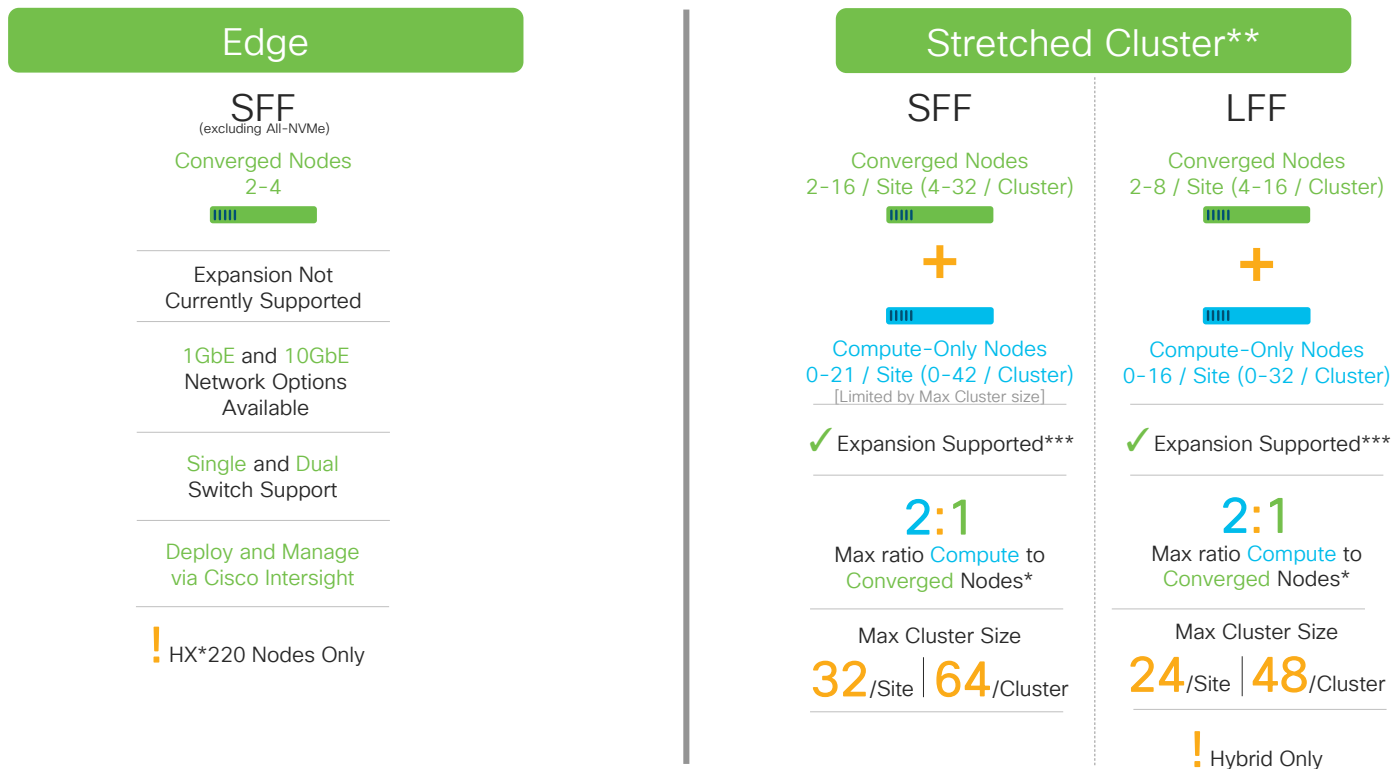 Edge
SFF
(excluding All-NVMe)
Converged Nodes
2-4
Expansion Not
Currently Supported
1GbE and 10GbE
Network Options
Available
Single and Dual
Switch Support
Deploy and Manage
via Cisco Intersight
! HX*220 Nodes Only
Stretched Cluster**
SFF
Converged Nodes
2-16 / Site (4-32 / Cluster)
+
Compute-Only Nodes
0-21 / Site (0-42 / Cluster)
[Limited by Max Cluster size]
✓ Expansion Supported***
2:1
Max ratio Compute to
Converged Nodes*
Max Cluster Size
32/Site | 64/Cluster
LFF
Converged Nodes
2-8 / Site (4-16 / Cluster)
+
Compute-Only Nodes
0-16 / Site (0-32 / Cluster)
✓ Expansion Supported***
2:1
Max ratio Compute to
Converged Nodes*
Max Cluster Size
24/Site | 48/Cluster
! Hybrid Only